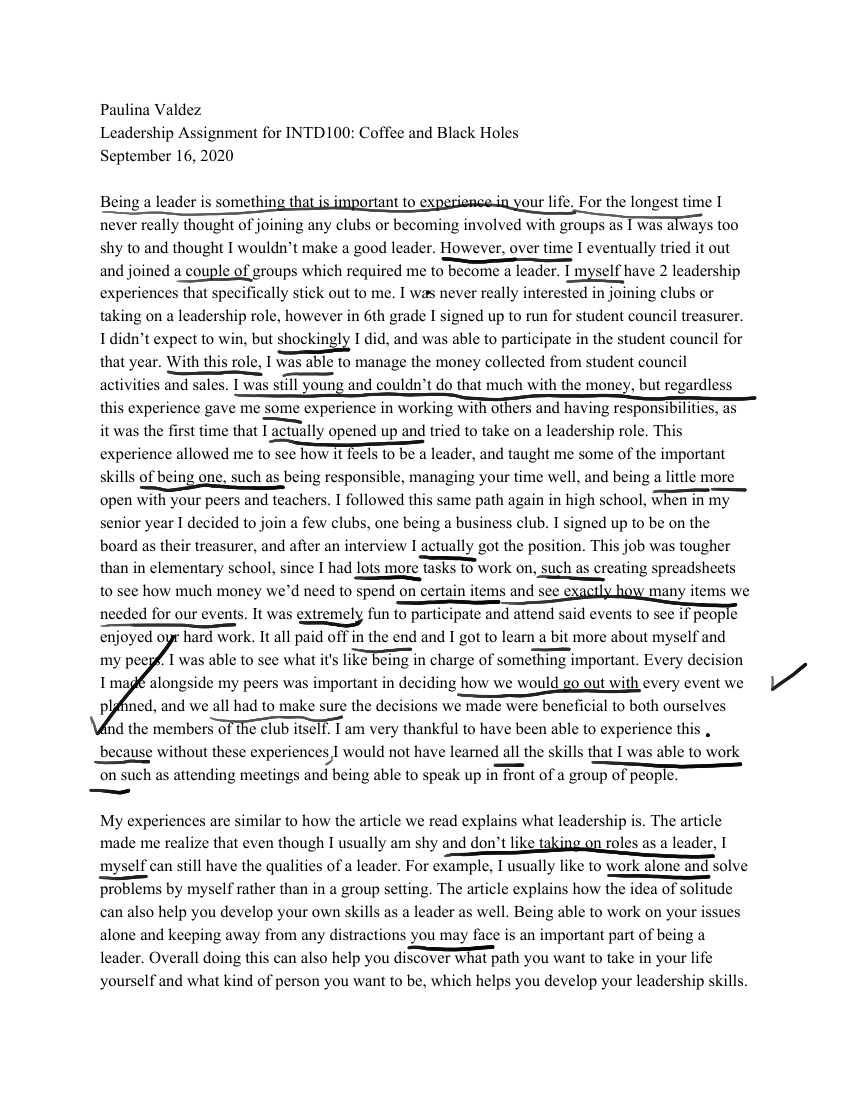 Paulina Valdez
Leadership Assignment for INTD100: Coffee and Black Holes
September 16, 2020
Being a leader is something that is important to experience in your life. For the longest time I
never really thought of joining any clubs or becoming involved with groups as I was always too
shy to and thought I wouldn’t make a good leader. However, over time I eventually tried it out
and joined a couple of groups which required me to become a leader. I myself have 2 leadership
experiences that specifically stick out to me. I was never really interested in joining clubs or
taking on a leadership role, however in 6th grade I signed up to run for student council treasurer.
I didn’t expect to win, but shockingly I did, and was able to participate in the student council for
that year. With this role, I was able to manage the money collected from student council
activities and sales. I was still young and couldn’t do that much with the money, but regardless
this experience gave me some experience in working with others and having responsibilities, as
it was the first time that I actually opened up and tried to take on a leadership role. This
experience allowed me to see how it feels to be a leader, and taught me some of the important
skills of being one, such as being responsible, managing your time well, and being a little more
open with your peers and teachers. I followed this same path again in high school, when in my
senior year I decided to join a few clubs, one being a business club. I signed up to be on the
board as their treasurer, and after an interview I actually got the position. This job was tougher
than in elementary school, since I had lots more tasks to work on, such as creating spreadsheets
to see how much money we’d need to spend on certain items and see exactly how many items we
needed for our events. It was extremely fun to participate and attend said events to see if people
enjoyed our hard work. It all paid off in the end and I got to learn a bit more about myself and
my peers. I was able to see what it's like being in charge of something important. Every decision
I made alongside my peers was important in deciding how we would go out with every event we
planned, and we all had to make sure the decisions we made were beneficial to both ourselves
and the members of the club itself. I am very thankful to have been able to experience this .
because without these experiences, I would not have learned all the skills that I was able to work
on such as attending meetings and being able to speak up in front of a group of people.
My experiences are similar to how the article we read explains what leadership is. The article
made me realize that even though I usually am shy and don’t like taking on roles as a leader, I
myself can still have the qualities of a leader. For example, I usually like to work alone and solve
problems by myself rather than in a group setting. The article explains how the idea of solitude
can also help you develop your own skills as a leader as well. Being able to work on your issues
alone and keeping away from any distractions you may face is an important part of being a
leader. Overall doing this can also help you discover what path you want to take in your life
yourself and what kind of person you want to be, which helps you develop your leadership skills.